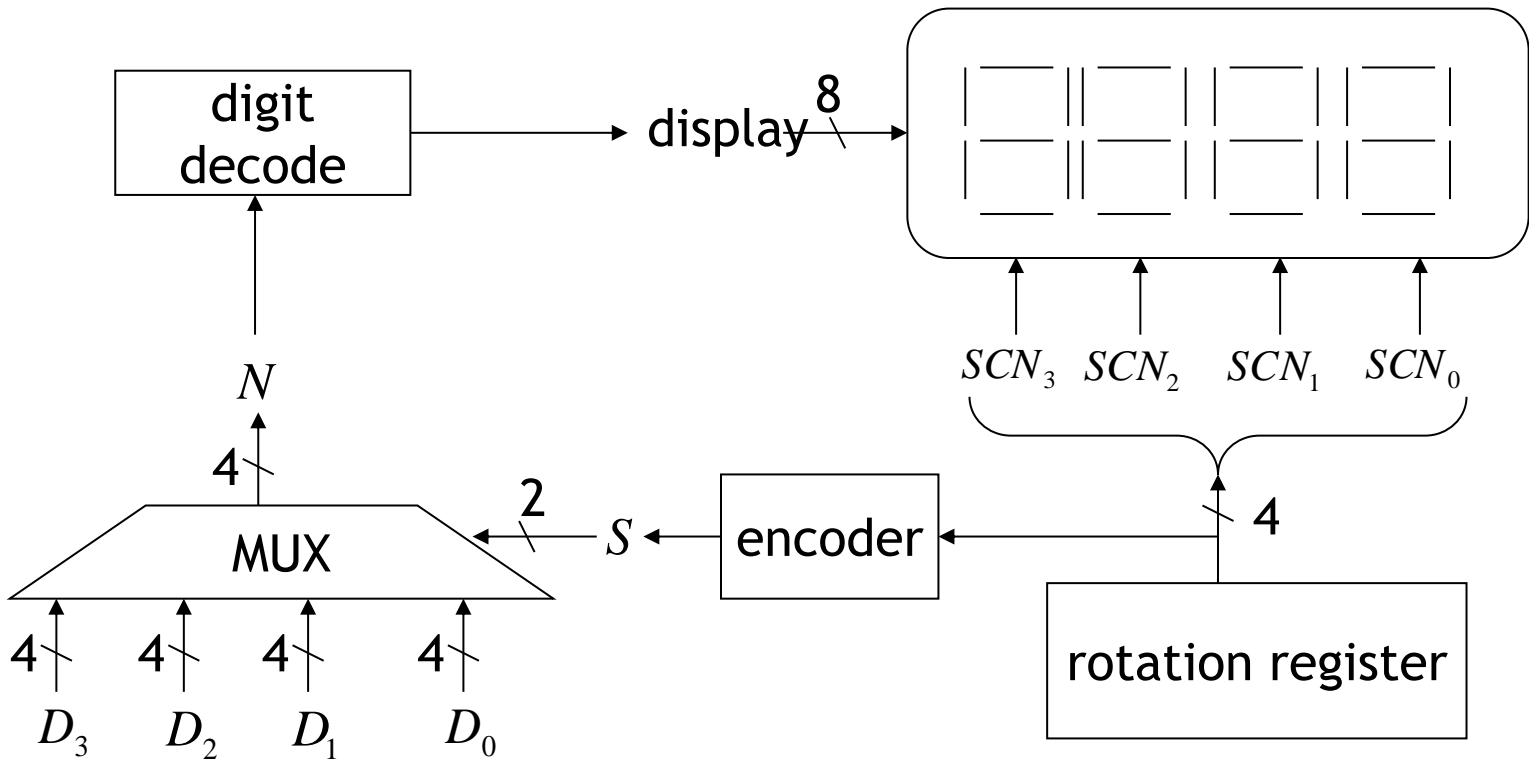 digit
decode
display
8
SCN₃ SCN₂ SCN₁ SCN₀
N
4
MUX
2
S
encoder
4
rotation register
4 4 4 4
D₃ D₂ D₁ D₀